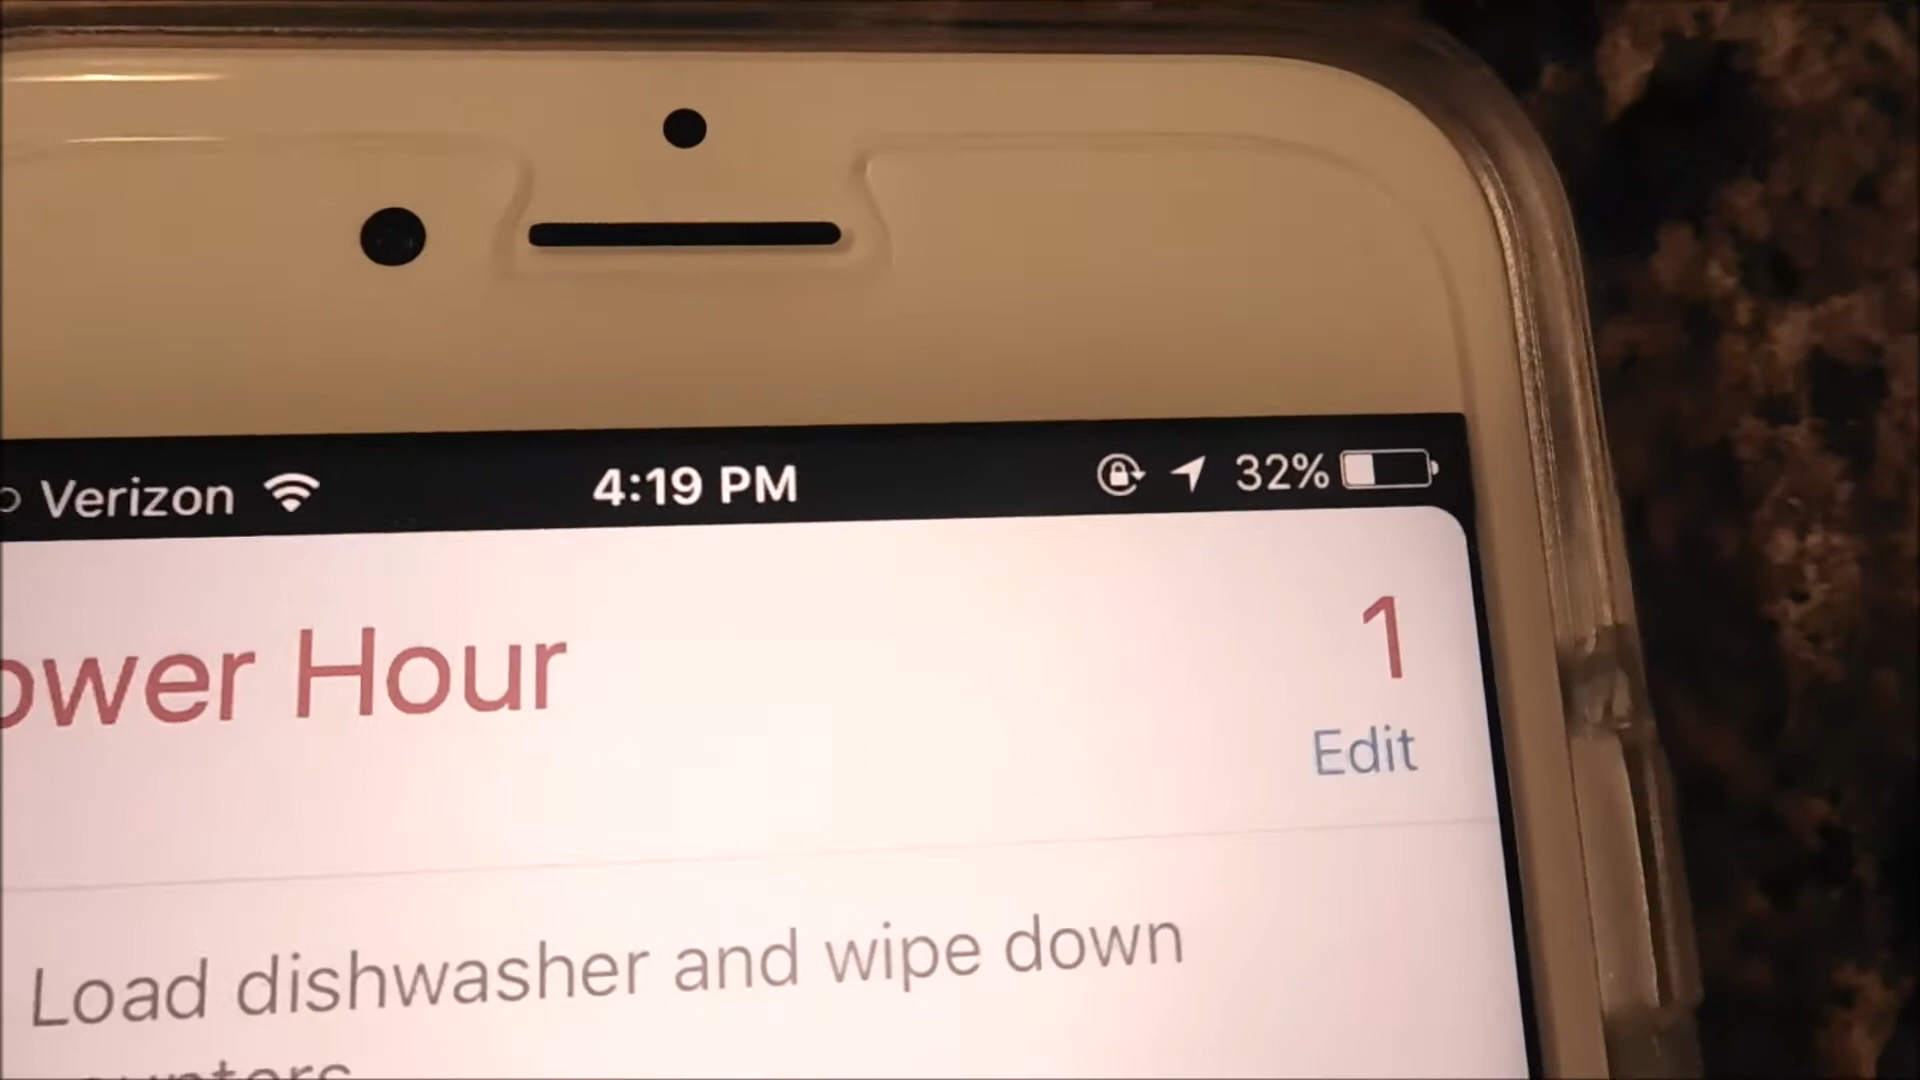 Verizon 4:19 PM 32%
ower Hour 1
Edit
Load dishwasher and wipe down